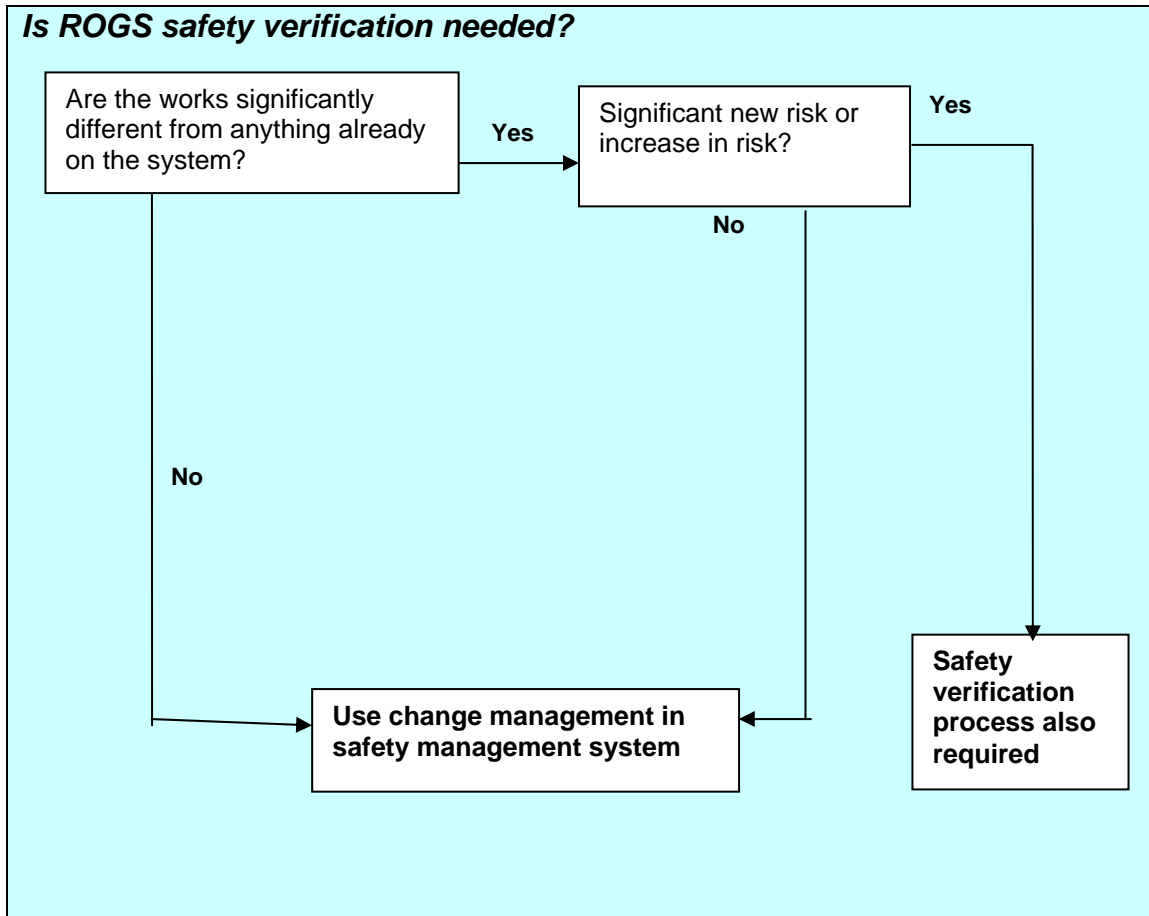 Is ROGS safety verification needed?
Are the works significantly
different from anything already
on the system?
Yes
Significant new risk or
increase in risk?
Yes
No
No
Use change management in
safety management system
Safety
verification
process also
required